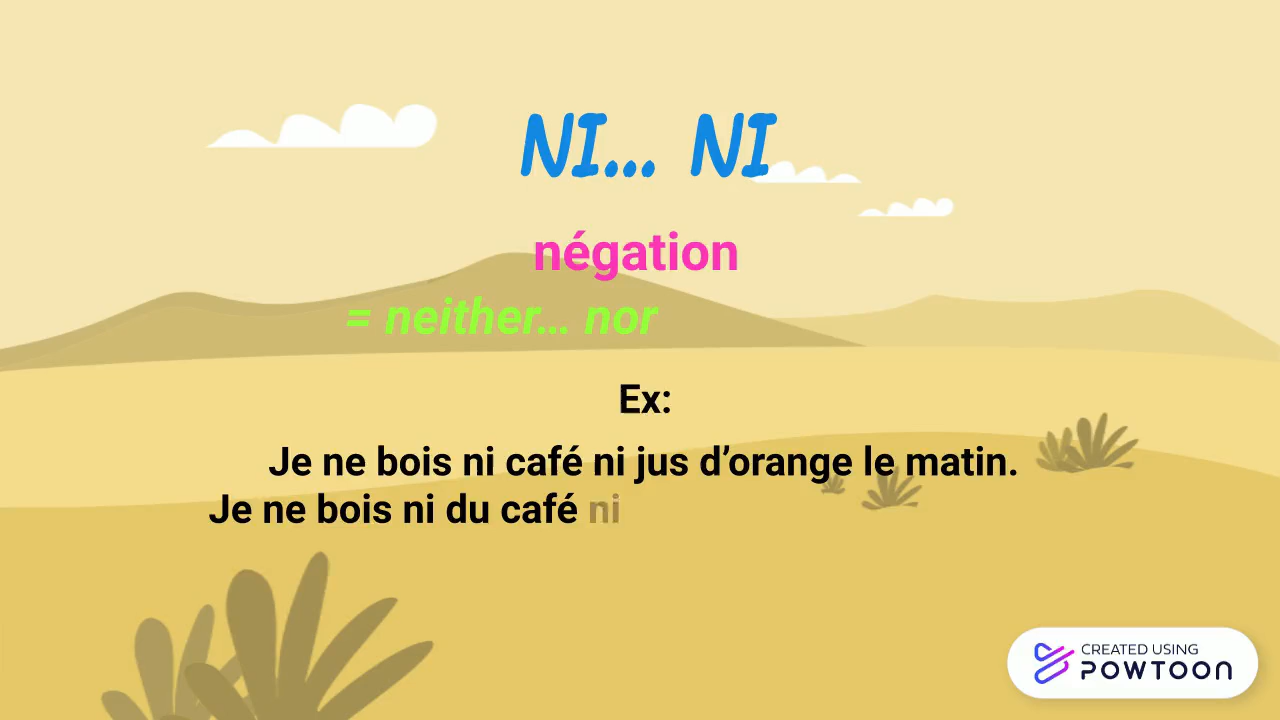 NI... NI
négation
= neither... nor
Ex:
Je ne bois ni café ni jus d’orange le matin.
Je ne bois ni du café ni
CREATED USING
POWTOON